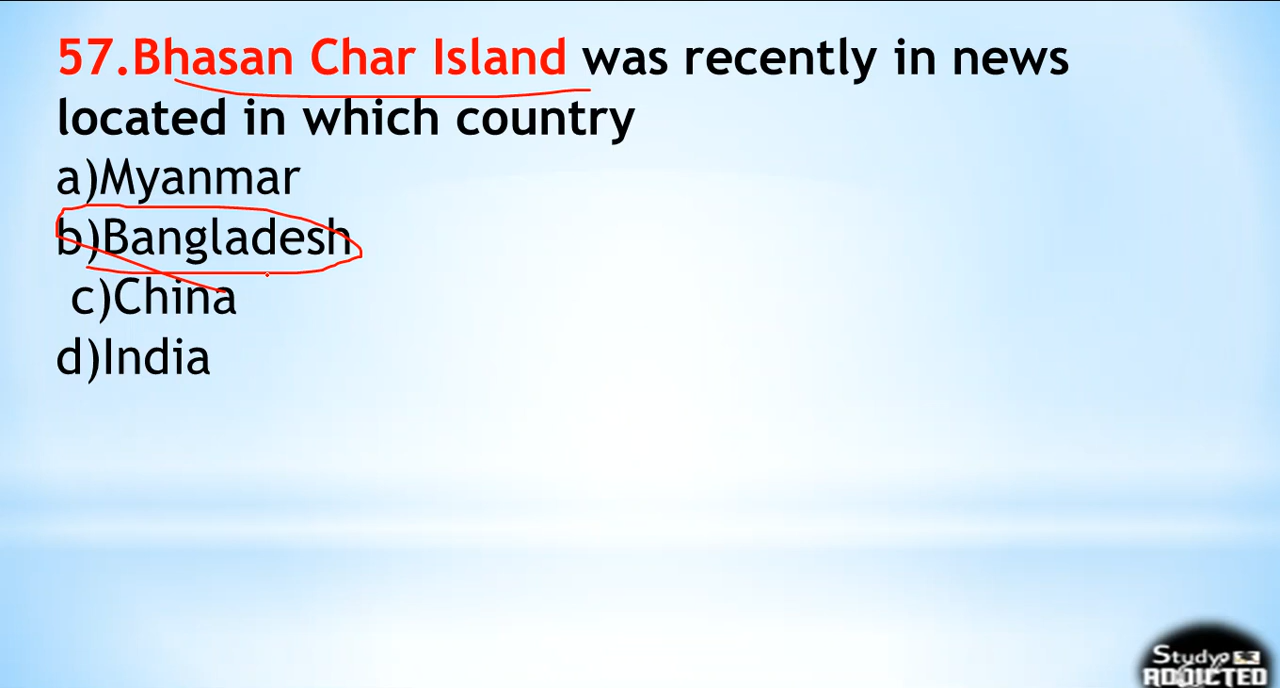 57.Bhasan Char Island was recently in news
located in which country
a)Myanmar
b)Bangladesh
c)China
d)India
Study
ADDICTED